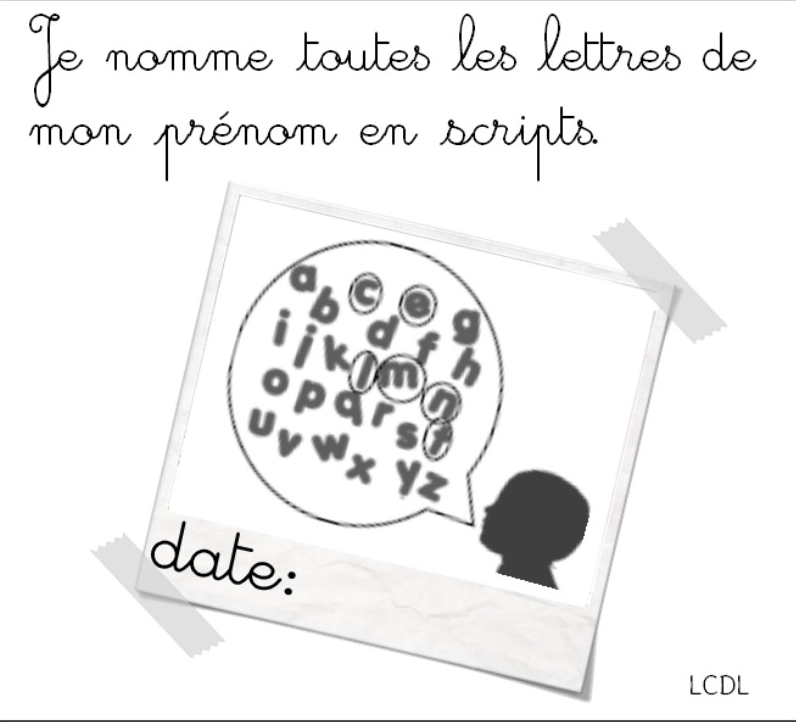 Je nomme toutes les lettres de
mon prénom en scripts.
a b c d e f g
i j k l m n h
o p q r s t
u v w x y z
date:
LCDL